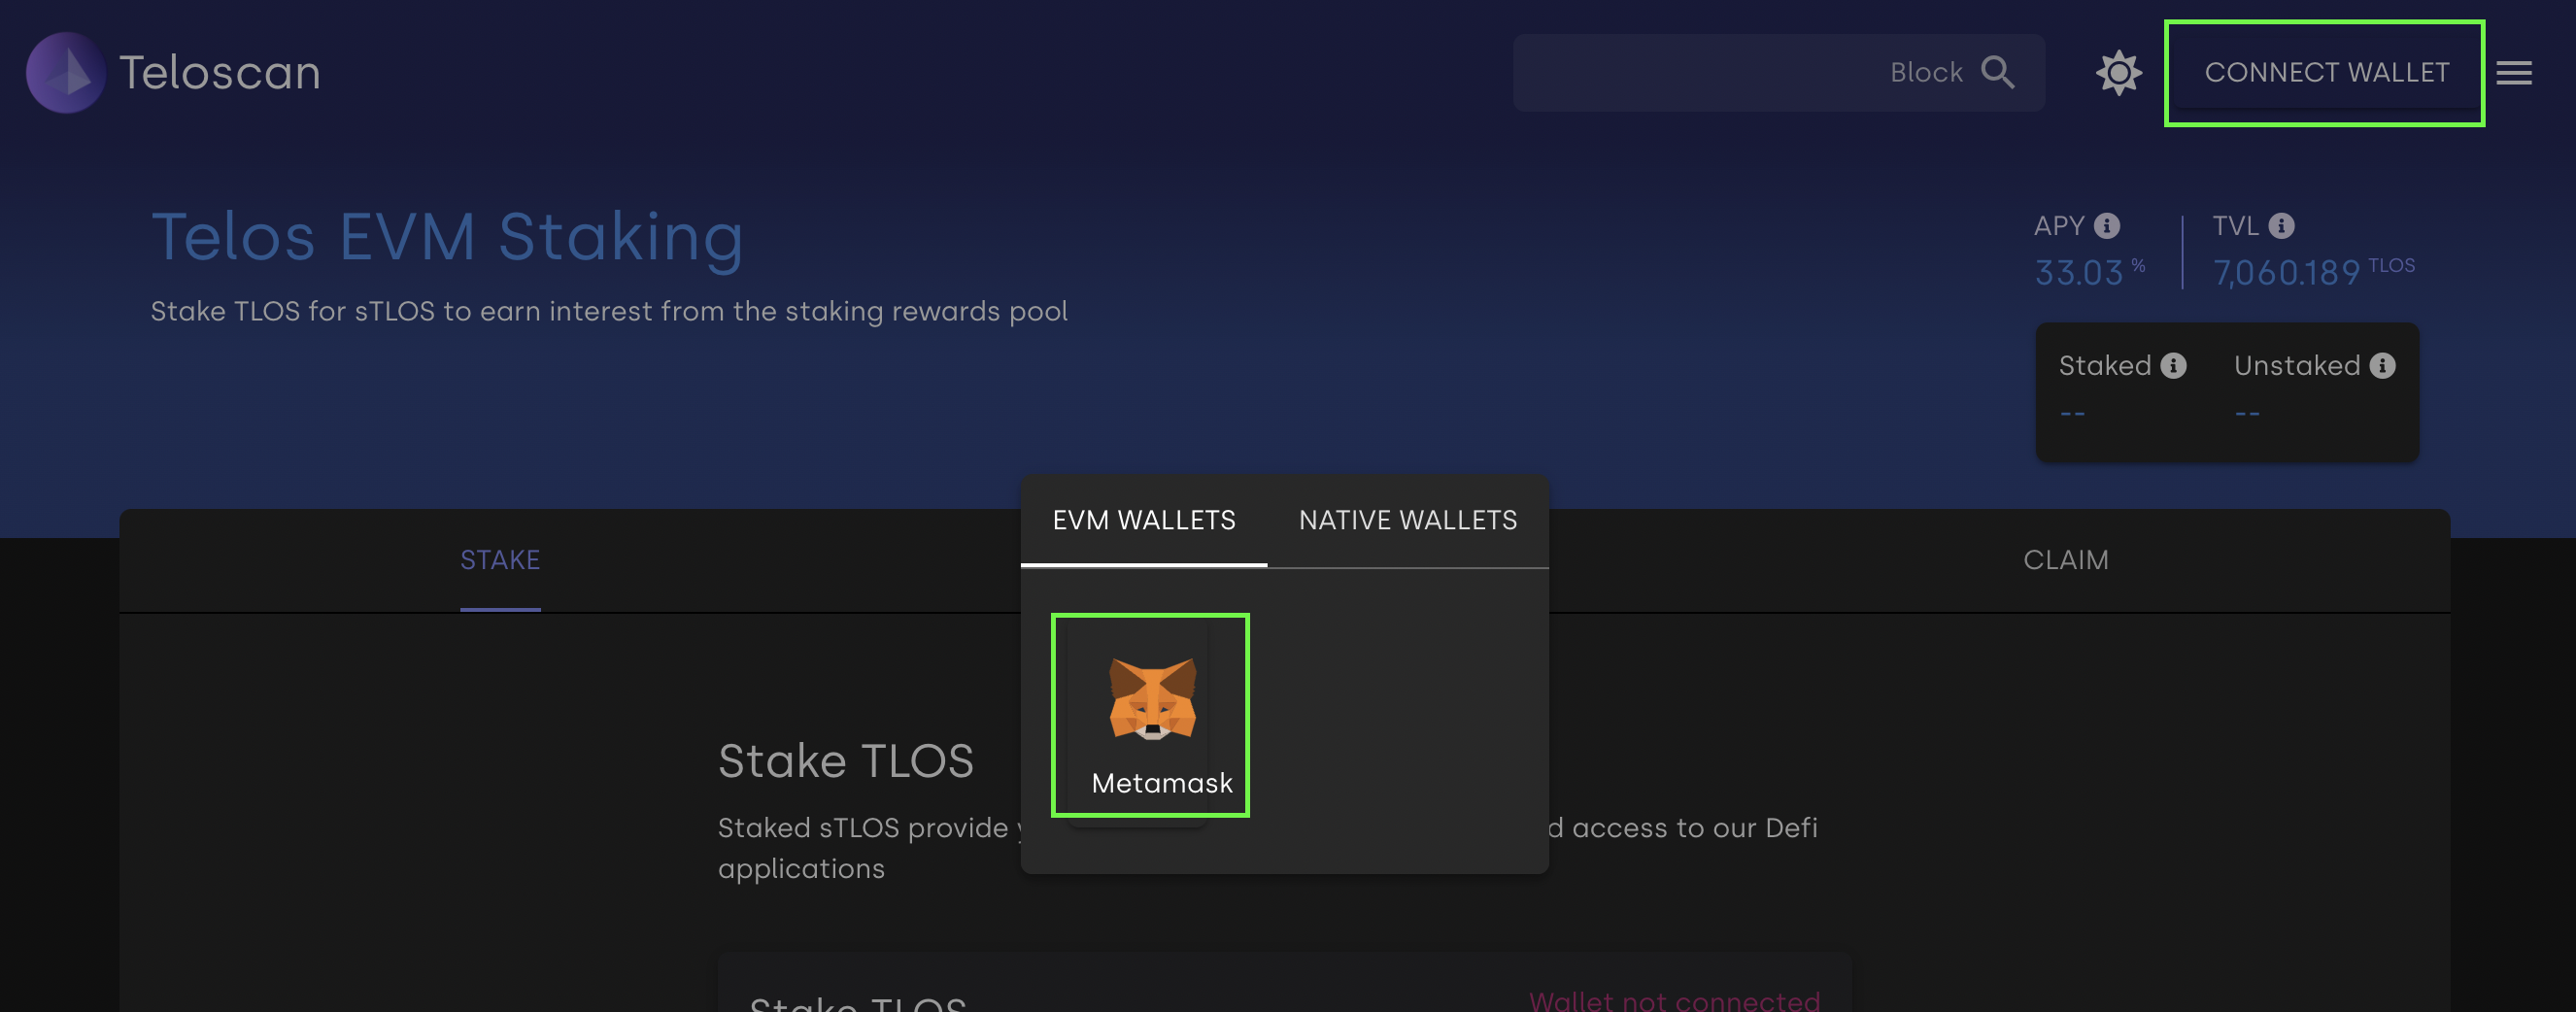 Teloscan
Block
CONNECT WALLET
Telos EVM Staking
Stake TLOS for sTLOS to earn interest from the staking rewards pool
APY
33.03 %
TVL
7,060.189 TLOS
Staked
--
Unstaked
--
EVM WALLETS
NATIVE WALLETS
Metamask
STAKE
CLAIM
Stake TLOS
Staked sTLOS provide
access to our Defi
applications
Stake TLOS
Wallet not connected